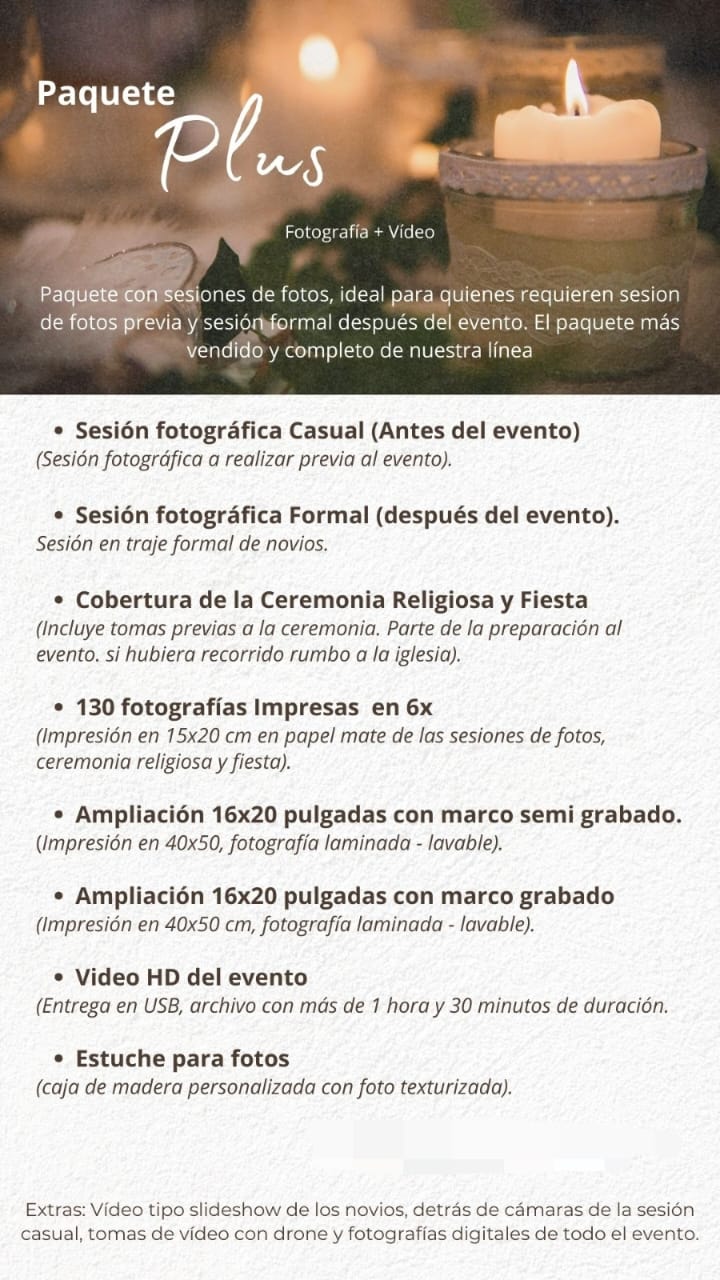 Paquete
Plus
Fotografía + Vídeo
Paquete con sesiones de fotos, ideal para quienes requieren sesion
de fotos previa y sesión formal después del evento. El paquete más
vendido y completo de nuestra línea
• Sesión fotográfica Casual (Antes del evento)
(Sesión fotográfica a realizar previa al evento).
• Sesión fotográfica Formal (después del evento).
Sesión en traje formal de novios.
• Cobertura de la Ceremonia Religiosa y Fiesta
(Incluye tomas previas a la ceremonia. Parte de la preparación al
evento. si hubiera recorrido rumbo a la iglesia).
• 130 fotografías Impresas en 6x
(Impresión en 15x20 cm en papel mate de las sesiones de fotos,
ceremonia religiosa y fiesta).
• Ampliación 16x20 pulgadas con marco semi grabado.
(Impresión en 40x50, fotografía laminada - lavable).
• Ampliación 16x20 pulgadas con marco grabado
(Impresión en 40x50 cm, fotografía laminada - lavable).
• Video HD del evento
(Entrega en USB, archivo con más de 1 hora y 30 minutos de duración.
• Estuche para fotos
(caja de madera personalizada con foto texturizada).
Extras: Vídeo tipo slideshow de los novios, detrás de cámaras de la sesión
casual, tomas de vídeo con drone y fotografías digitales de todo el evento.